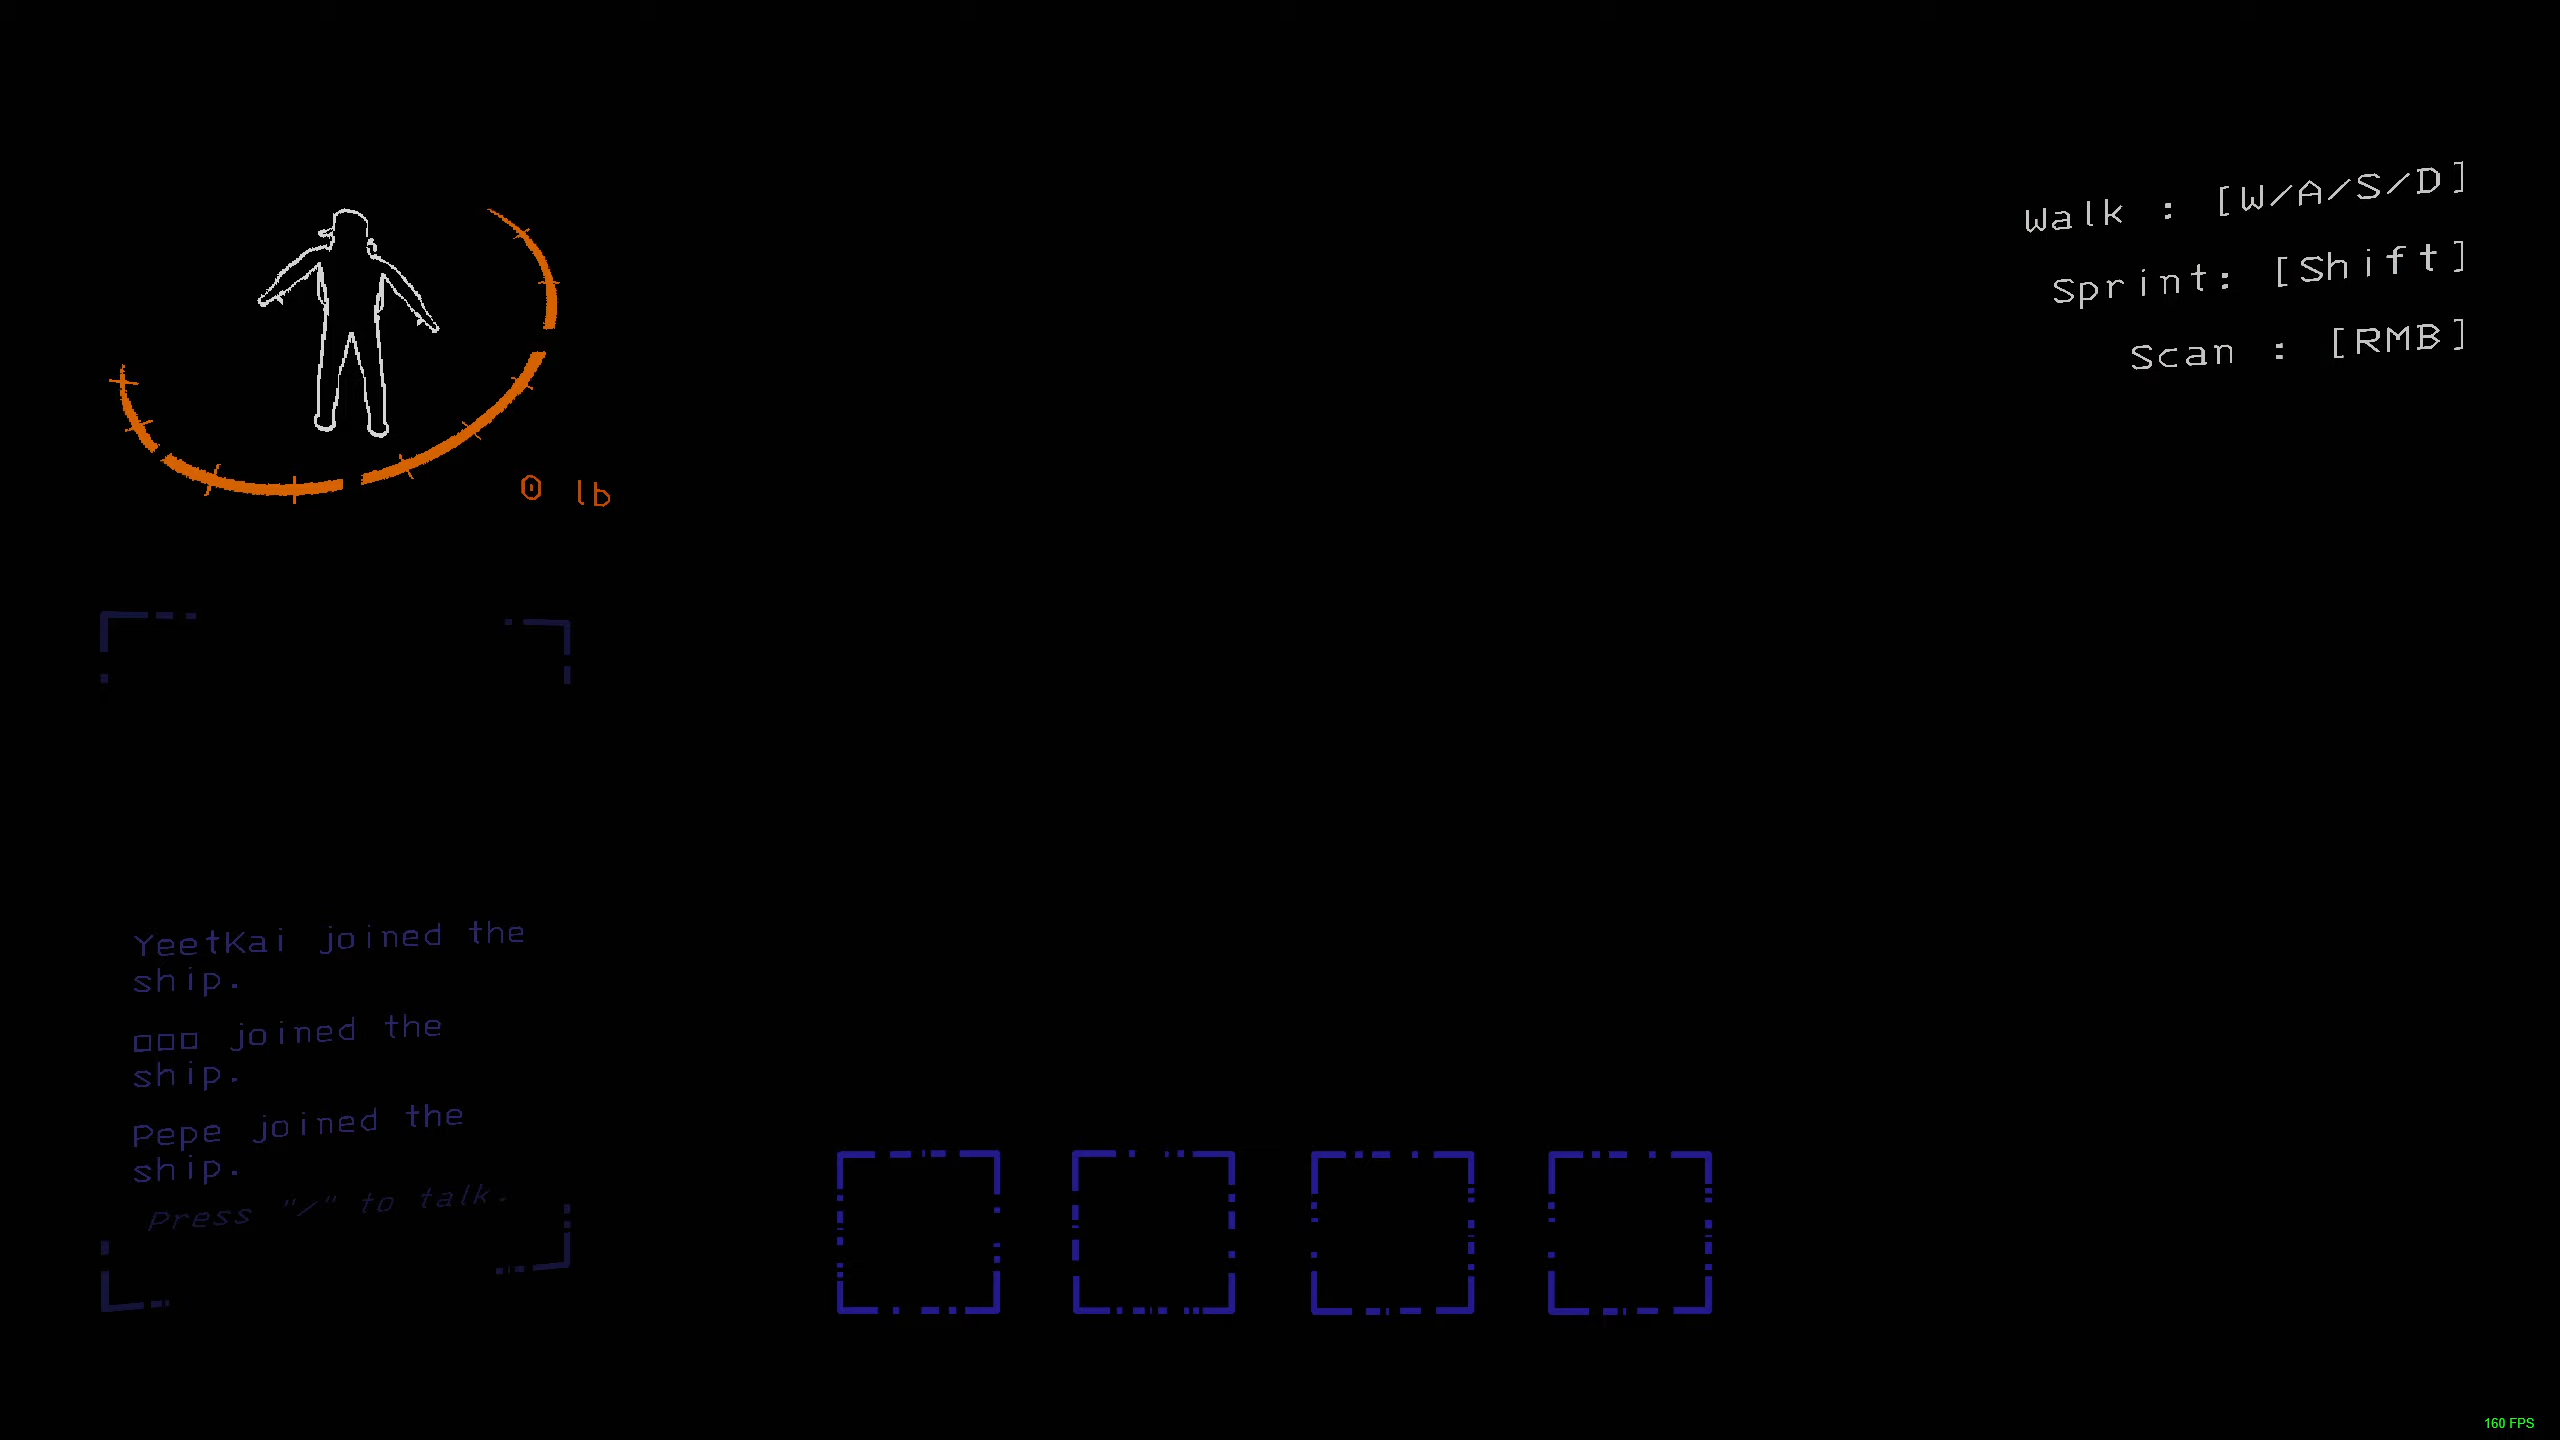 Walk : [W/A/S/D]
Sprint: [Shift]
Scan : [RMB]
0 lb
YeetKai joined the
ship.
□□□ joined the
ship.
Pepe joined the
ship.
Press "/" to talk.
160 FPS